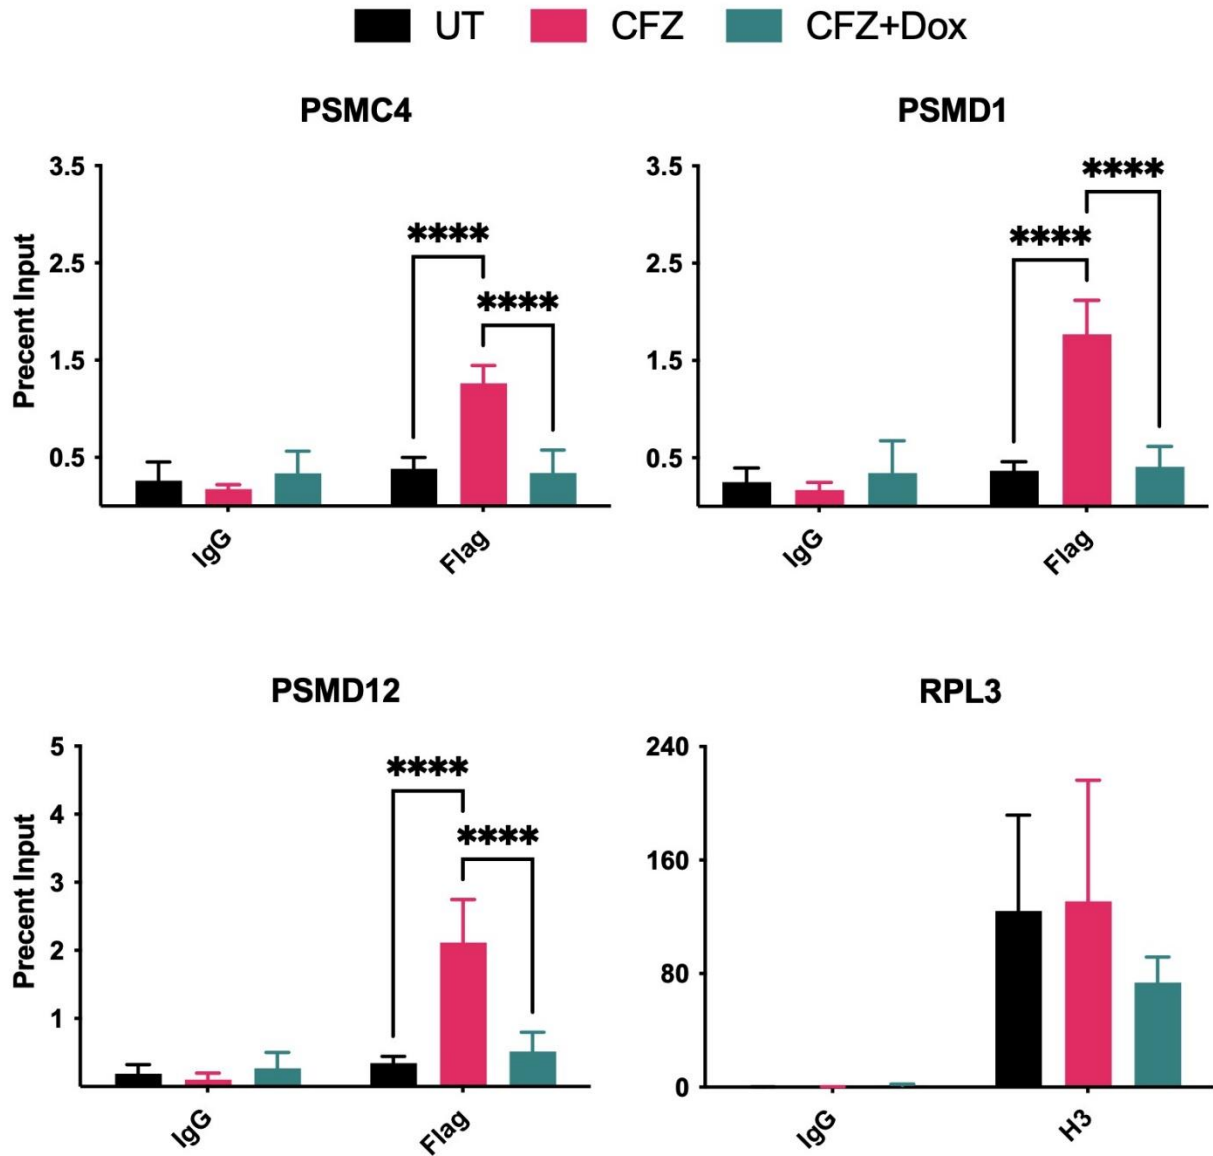 UT CFZ CFZ+Dox
PSMC4
Precent Input
3.5
2.5
1.5
0.5
****
****
IgG
Flag
PSMD1
3.5
2.5
1.5
0.5
****
****
IgG
Flag
PSMD12
Precent Input
5
4
3
2
1
****
****
IgG
Flag
RPL3
240
160
80
0
IgG
H3